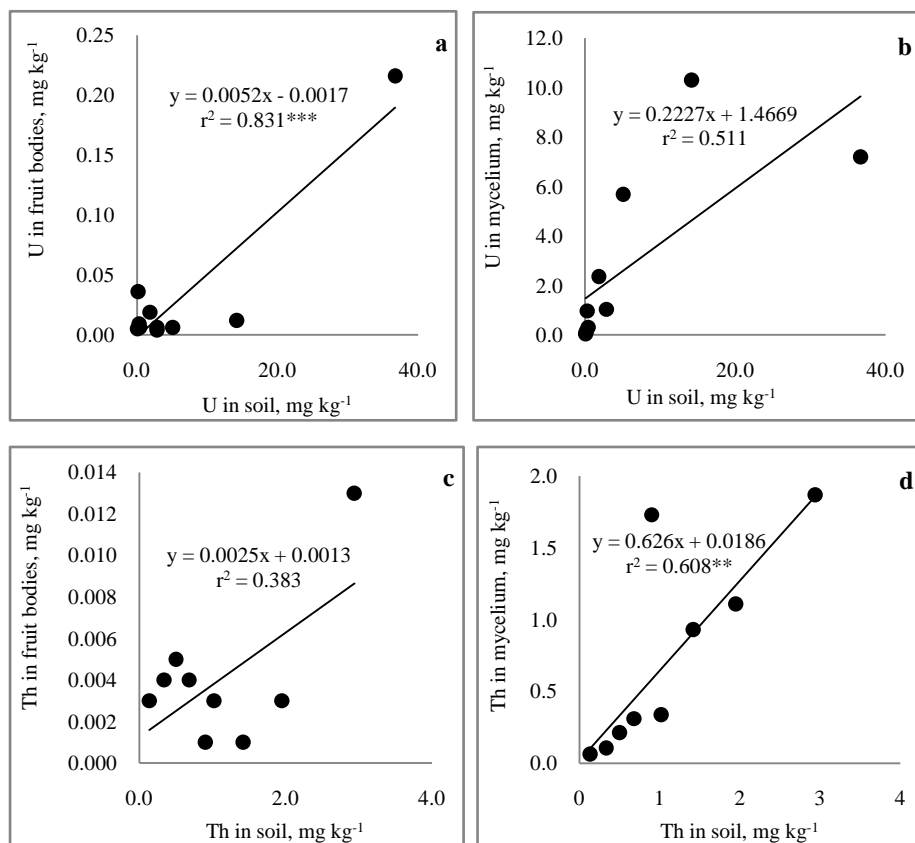 a
U in fruit bodies, mg kg⁻¹
0.25
0.20
0.15
0.10
0.05
0.00
y = 0.0052x - 0.0017
r² = 0.831***
0.0 20.0 40.0
U in soil, mg kg⁻¹
b
U in mycelium, mg kg⁻¹
12.0
10.0
8.0
6.0
4.0
2.0
0.0
y = 0.2227x + 1.4669
r² = 0.511
0.0 20.0 40.0
U in soil, mg kg⁻¹
c
Th in fruit bodies, mg kg⁻¹
0.014
0.012
0.010
0.008
0.006
0.004
0.002
0.000
y = 0.0025x + 0.0013
r² = 0.383
0.0 2.0 4.0
Th in soil, mg kg⁻¹
d
Th in mycelium, mg kg⁻¹
2.0
1.5
1.0
0.5
0.0
y = 0.626x + 0.0186
r² = 0.608**
0 1 2 3 4
Th in soil, mg kg⁻¹